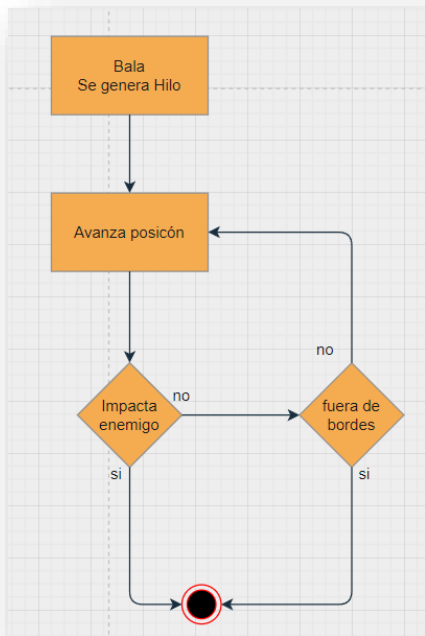 Bala
Se genera Hilo
Avanza posicón
no
Impacta
enemigo
no
fuera de
bordes
si
si